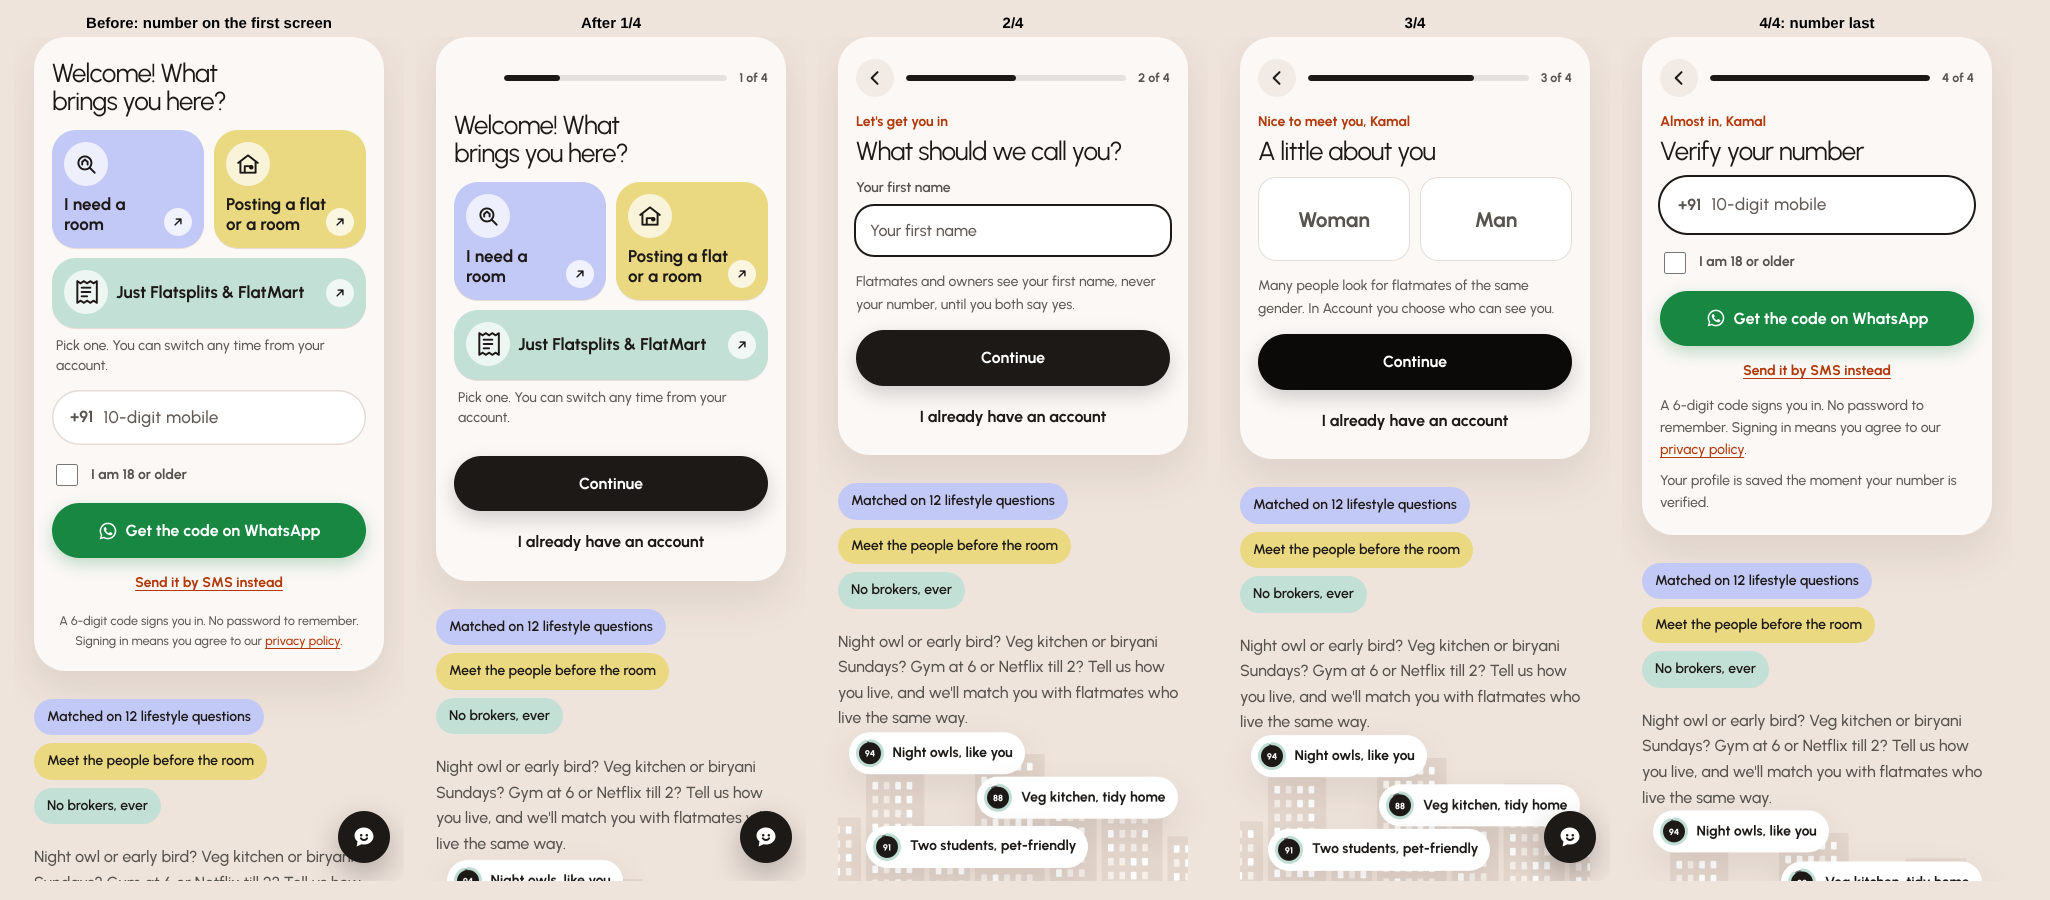 Before: number on the first screen
Welcome! What
brings you here?
I need a
room
Posting a flat
or a room
Just Flatsplits & FlatMart
Pick one. You can switch any time from your
account.
+91 10-digit mobile
I am 18 or older
Get the code on WhatsApp
Send it by SMS instead
A 6-digit code signs you in. No password to remember.
Signing in means you agree to our privacy policy.
Matched on 12 lifestyle questions
Meet the people before the room
No brokers, ever
Night owl or early bird? Veg kitchen or biryani
Sundays? Gym at 6 or Netflix till 2? Tell us how
After 1/4
1 of 4
Welcome! What
brings you here?
I need a
room
Posting a flat
or a room
Just Flatsplits & FlatMart
Pick one. You can switch any time from your
account.
Continue
I already have an account
Matched on 12 lifestyle questions
Meet the people before the room
No brokers, ever
Night owl or early bird? Veg kitchen or biryani
Sundays? Gym at 6 or Netflix till 2? Tell us how
you live, and we'll match you with flatmates
live the same way.
94 Night owls, like you
2/4
2 of 4
Let's get you in
What should we call you?
Your first name
Your first name
Flatmates and owners see your first name, never
your number, until you both say yes.
Continue
I already have an account
Matched on 12 lifestyle questions
Meet the people before the room
No brokers, ever
Night owl or early bird? Veg kitchen or biryani
Sundays? Gym at 6 or Netflix till 2? Tell us how
you live, and we'll match you with flatmates who
live the same way.
94 Night owls, like you
88 Veg kitchen, tidy home
91 Two students, pet-friendly
3/4
3 of 4
Nice to meet you, Kamal
A little about you
Woman
Man
Many people look for flatmates of the same
gender. In Account you choose who can see you.
Continue
I already have an account
Matched on 12 lifestyle questions
Meet the people before the room
No brokers, ever
Night owl or early bird? Veg kitchen or biryani
Sundays? Gym at 6 or Netflix till 2? Tell us how
you live, and we'll match you with flatmates who
live the same way.
94 Night owls, like you
88 Veg kitchen, tidy home
91 Two students, pet-friendly
4/4: number last
4 of 4
Almost in, Kamal
Verify your number
+91 10-digit mobile
I am 18 or older
Get the code on WhatsApp
Send it by SMS instead
A 6-digit code signs you in. No password to
remember. Signing in means you agree to our
privacy policy.
Your profile is saved the moment your number is
verified.
Matched on 12 lifestyle questions
Meet the people before the room
No brokers, ever
Night owl or early bird? Veg kitchen or biryani
Sundays? Gym at 6 or Netflix till 2? Tell us how
you live, and we'll match you with flatmates who
live the same way.
94 Night owls, like you
Veg kitchen, tidy home